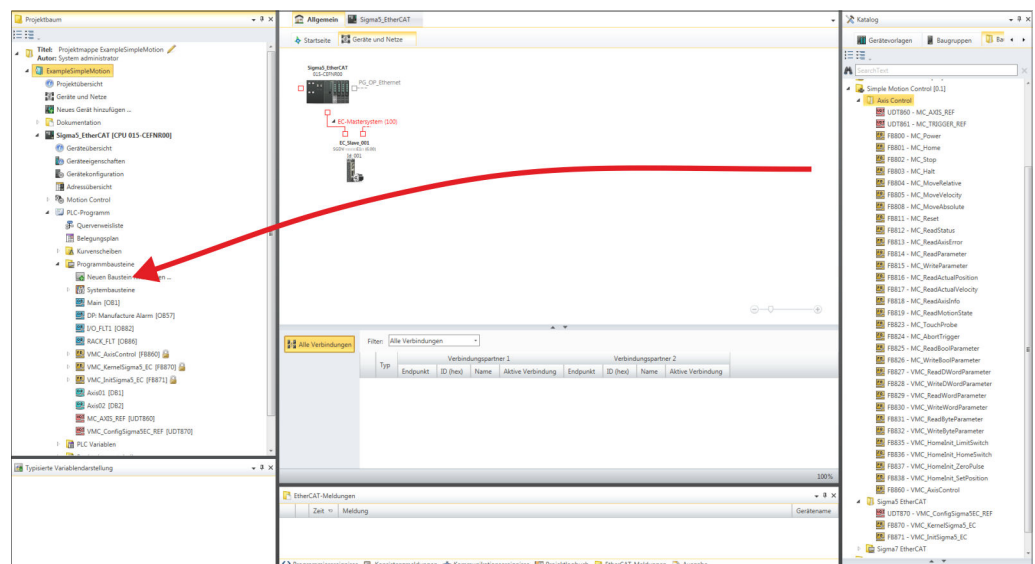 Projektbaum
Titel: Projektmappe ExampleSimpleMotion
Autor: System administrator
ExampleSimpleMotion
Projektübersicht
Geräte und Netze
Neues Gerät hinzufügen ...
Dokumentation
Sigma5_EtherCAT [CPU 015-CEFNR00]
Geräteübersicht
Geräteeigenschaften
Gerätekonfiguration
Adressübersicht
Motion Control
PLC-Programm
Querverweisliste
Belegungsplan
Kurvenscheiben
Programmbausteine
Neuen Baustein
Systembausteine
Main [OB1]
DP: Manufacture Alarm [OB57]
I/O_FLT1 [OB82]
RACK_FLT [OB86]
VMC_AxisControl [FB860]
VMC_KernelSigma5_EC [FB870]
VMC_InitSigma5_EC [FB871]
Axis01 [DB1]
Axis02 [DB2]
MC_AXIS_REF [UDT860]
VMC_ConfigSigma5EC_REF [UDT870]
PLC Variablen
Typisierte Variablendarstellung
Allgemein
Sigma5_EtherCAT
Startseite
Geräte und Netze
Sigma5_EtherCAT
015-CEFNR00
PG_OP_Ethernet
EC-Mastersystem (100)
EC_Slave_001
Alle Verbindungen
Filter: Alle Verbindungen
Typ
Verbindungspartner 1
Verbindungspartner 2
Endpunkt ID (hex) Name Aktive Verbindung Endpunkt ID (hex) Name Aktive Verbindung
100%
EtherCAT-Meldungen
Zeit Meldung Gerätename
Katalog
Gerätevorlagen
Baugruppen
SearchText
Simple Motion Control [0.1]
Axis Control
UDT860 - MC_AXIS_REF
UDT861 - MC_TRIGGER_REF
FB800 - MC_Power
FB801 - MC_Home
FB802 - MC_Stop
FB803 - MC_Halt
FB804 - MC_MoveRelative
FB805 - MC_MoveVelocity
FB808 - MC_MoveAbsolute
FB811 - MC_Reset
FB812 - MC_ReadStatus
FB813 - MC_ReadAxisError
FB814 - MC_ReadParameter
FB815 - MC_WriteParameter
FB816 - MC_ReadActualPosition
FB817 - MC_ReadActualVelocity
FB818 - MC_ReadAxisInfo
FB819 - MC_ReadMotionState
FB823 - MC_TouchProbe
FB824 - MC_AbortTrigger
FB825 - MC_ReadBoolParameter
FB826 - MC_WriteBoolParameter
FB827 - VMC_ReadDWordParameter
FB828 - VMC_WriteDWordParameter
FB829 - VMC_ReadWordParameter
FB830 - VMC_WriteWordParameter
FB831 - VMC_ReadByteParameter
FB832 - VMC_WriteByteParameter
FB835 - VMC_HomeInit_LimitSwitch
FB836 - VMC_HomeInit_HomeSwitch
FB837 - VMC_HomeInit_ZeroPulse
FB838 - VMC_HomeInit_SetPosition
FB860 - VMC_AxisControl
Sigma5 EtherCAT
UDT870 - VMC_ConfigSigma5EC_REF
FB870 - VMC_KernelSigma5_EC
FB871 - VMC_InitSigma5_EC
Sigma7 EtherCAT